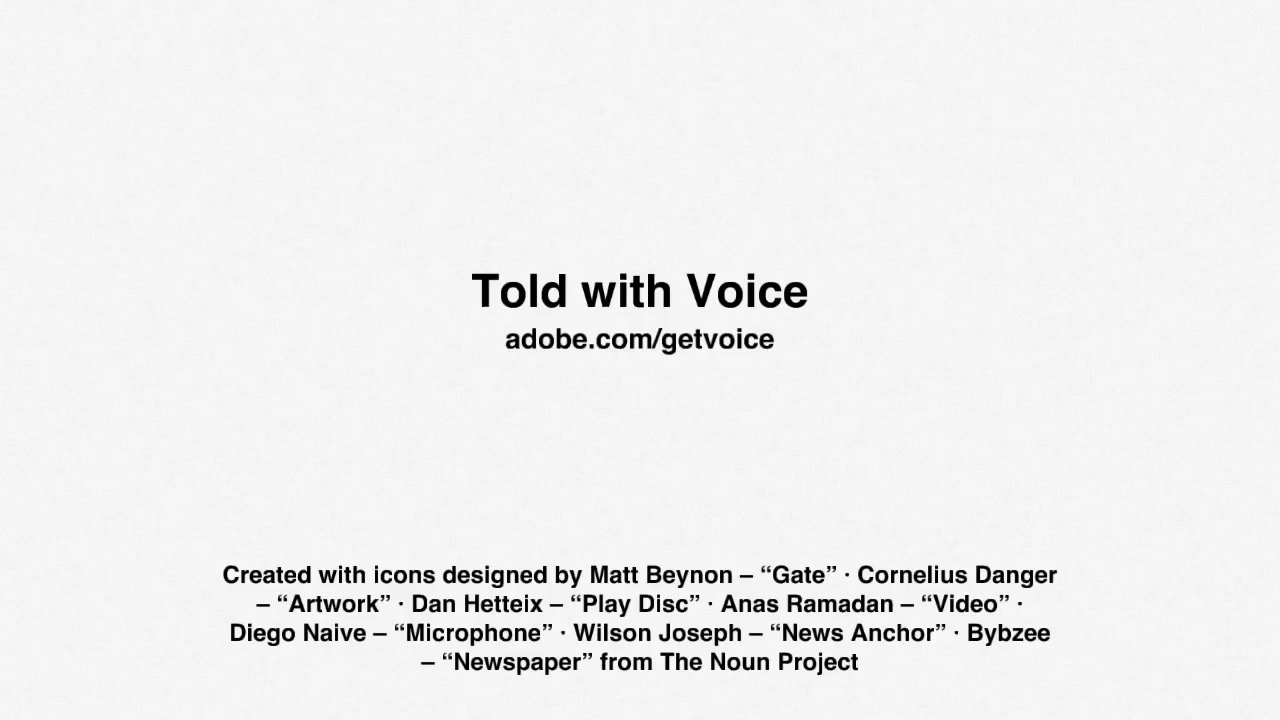 Told with Voice
adobe.com/getvoice
Created with icons designed by Matt Beynon – “Gate” · Cornelius Danger
– “Artwork” · Dan Hetteix – “Play Disc” · Anas Ramadan – “Video” ·
Diego Naive – “Microphone” · Wilson Joseph – “News Anchor” · Bybzee
– “Newspaper” from The Noun Project